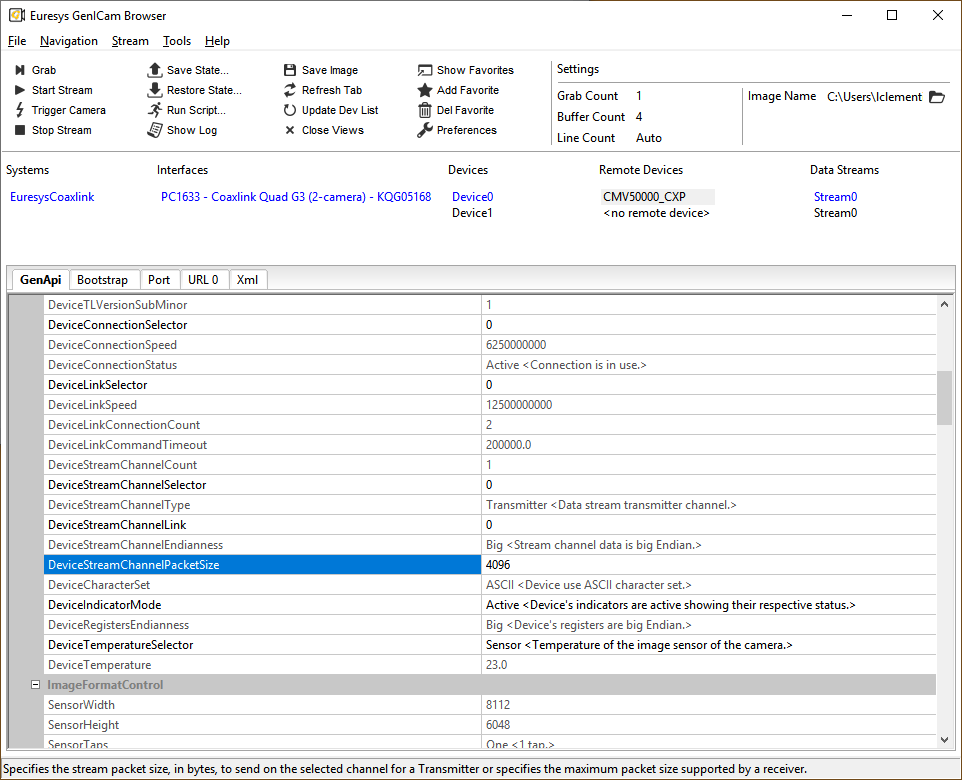 Euresys GenICam Browser
File Navigation Stream Tools Help
Grab Save State... Save Image Show Favorites
Start Stream Restore State... Refresh Tab Add Favorite
Trigger Camera Run Script... Update Dev List Del Favorite
Stop Stream Show Log Close Views Preferences
Settings
Grab Count 1
Buffer Count 4
Line Count Auto
Image Name C:\Users\lclement
Systems Interfaces Devices Remote Devices Data Streams
EuresysCoaxlink PC1633 - Coaxlink Quad G3 (2-camera) - KQG05168 Device0 CMV50000_CXP Stream0
Device1 <no remote device> Stream0
GenApi Bootstrap Port URL 0 Xml
DeviceTLVersionSubMinor 1
DeviceConnectionSelector 0
DeviceConnectionSpeed 6250000000
DeviceConnectionStatus Active <Connection is in use.>
DeviceLinkSelector 0
DeviceLinkSpeed 12500000000
DeviceLinkConnectionCount 2
DeviceLinkCommandTimeout 200000.0
DeviceStreamChannelCount 1
DeviceStreamChannelSelector 0
DeviceStreamChannelType Transmitter <Data stream transmitter channel.>
DeviceStreamChannelLink 0
DeviceStreamChannelEndianness Big <Stream channel data is big Endian.>
DeviceStreamChannelPacketSize 4096
DeviceCharacterSet ASCII <Device use ASCII character set.>
DeviceIndicatorMode Active <Device's indicators are active showing their respective status.>
DeviceRegistersEndianness Big <Device's registers are big Endian.>
DeviceTemperatureSelector Sensor <Temperature of the image sensor of the camera.>
DeviceTemperature 23.0
ImageFormatControl
SensorWidth 8112
SensorHeight 6048
SensorTaps One <1 tap.>
Specifies the stream packet size, in bytes, to send on the selected channel for a Transmitter or specifies the maximum packet size supported by a receiver.